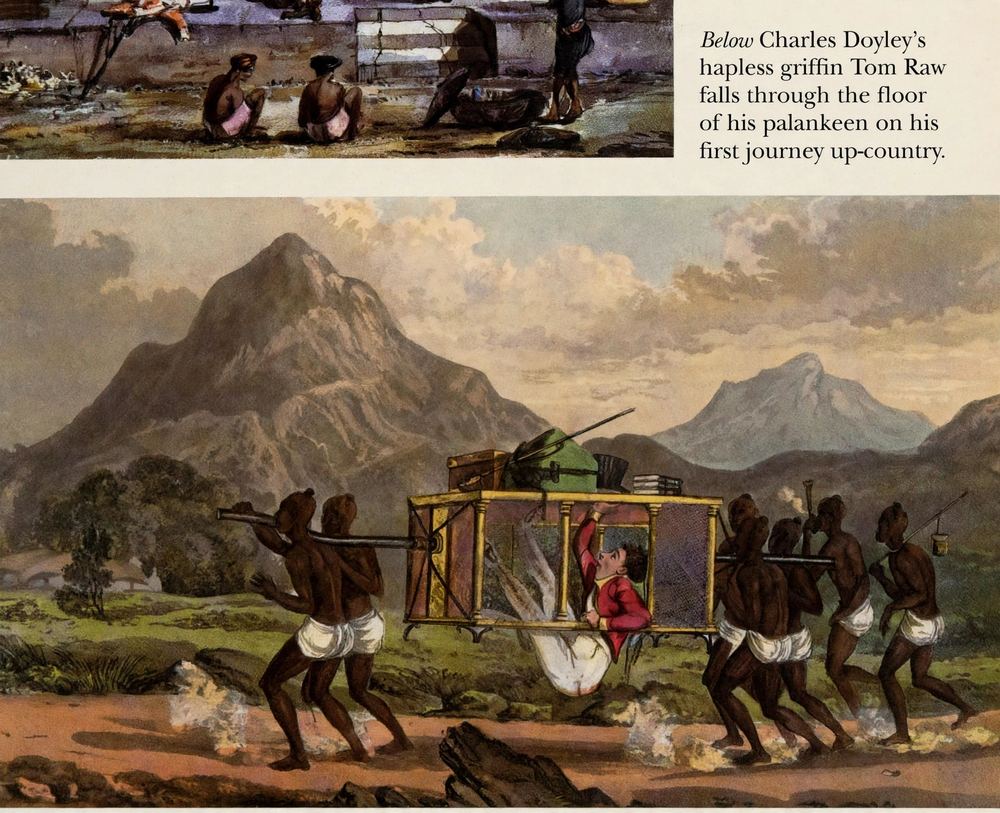 Below Charles Doyley's
hapless griffin Tom Raw
falls through the floor
of his palankeen on his
first journey up-country.